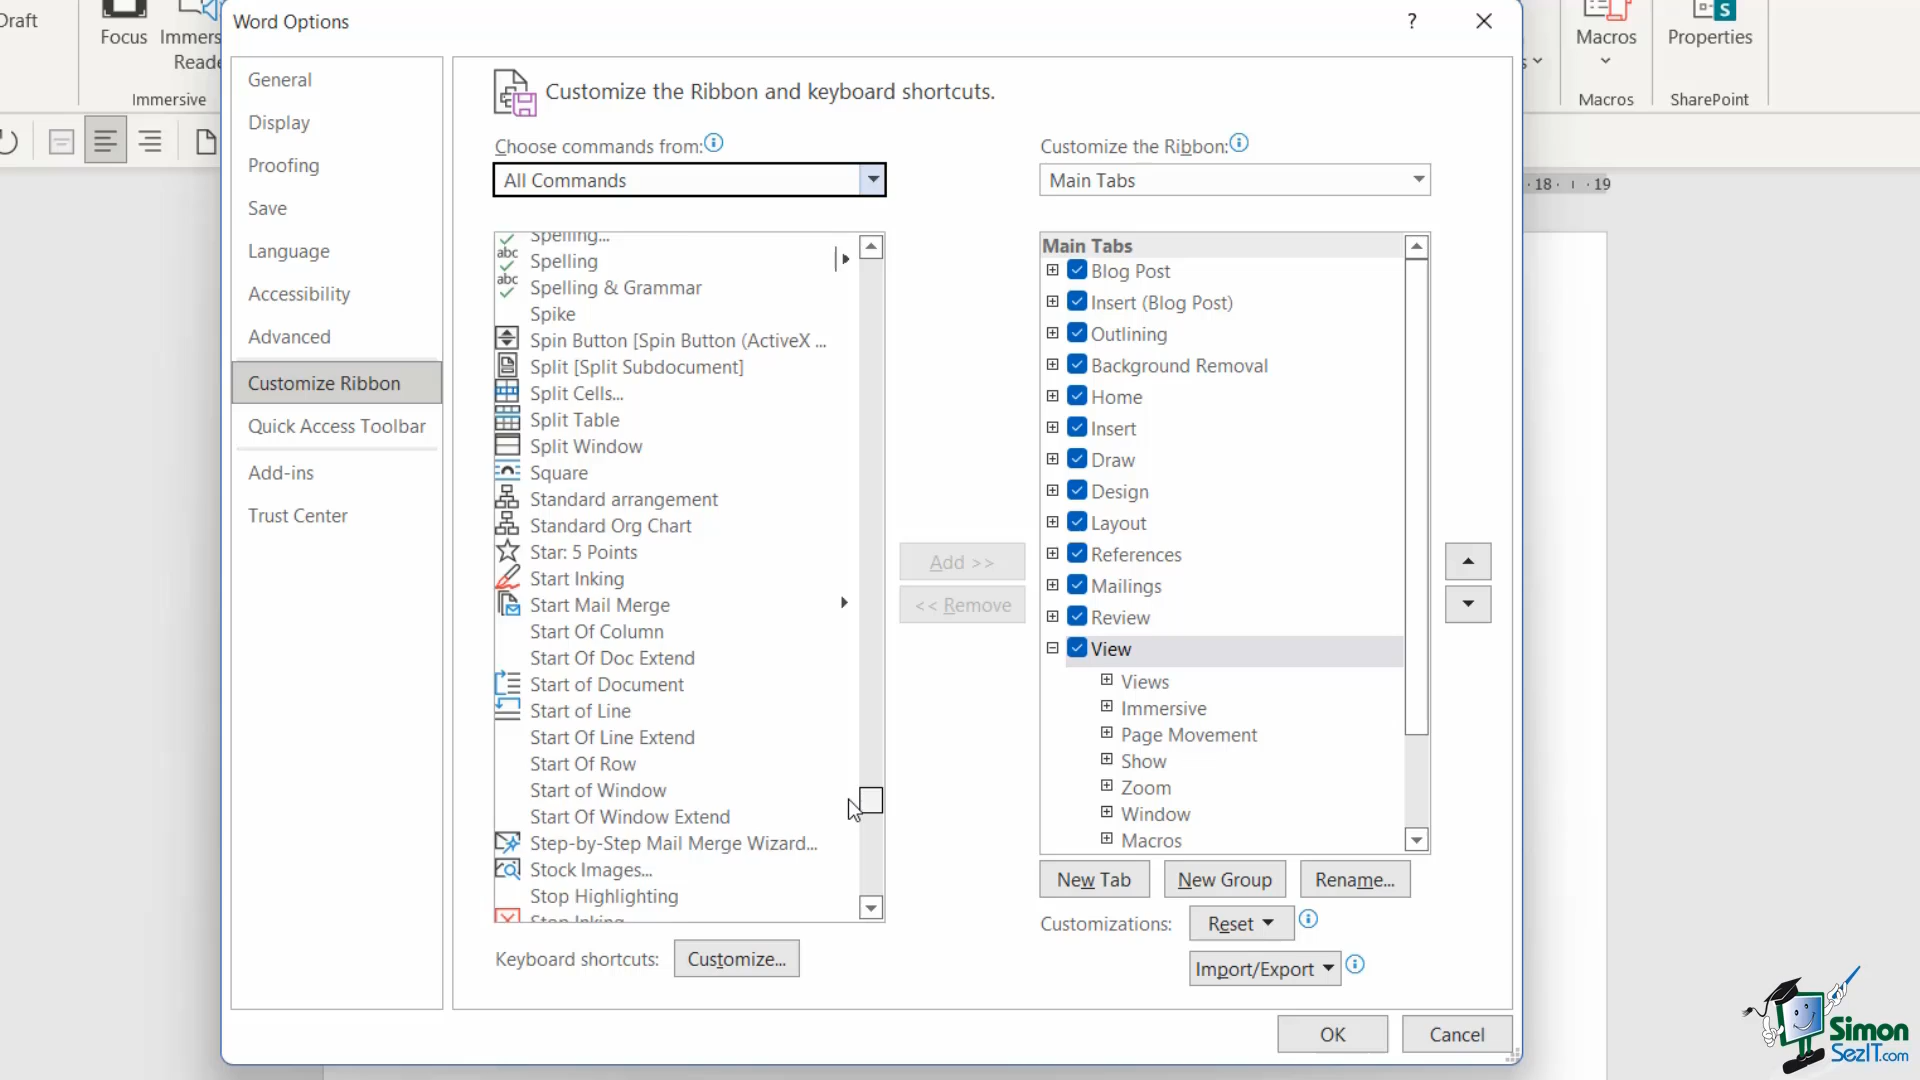 Draft
Focus
Immers
Reade
Immersive
Macros
Properties
Macros
SharePoint
18 · ı · 19
Word Options
?
General
Display
Proofing
Save
Language
Accessibility
Advanced
Customize Ribbon
Quick Access Toolbar
Add-ins
Trust Center
Customize the Ribbon and keyboard shortcuts.
Choose commands from:
All Commands
Spelling...
Spelling
Spelling & Grammar
Spike
Spin Button [Spin Button (ActiveX ...
Split [Split Subdocument]
Split Cells...
Split Table
Split Window
Square
Standard arrangement
Standard Org Chart
Star: 5 Points
Start Inking
Start Mail Merge
Start Of Column
Start Of Doc Extend
Start of Document
Start of Line
Start Of Line Extend
Start Of Row
Start of Window
Start Of Window Extend
Step-by-Step Mail Merge Wizard...
Stock Images...
Stop Highlighting
Stop Inking
Keyboard shortcuts:
Customize...
Add >>
<< Remove
Customize the Ribbon:
Main Tabs
Main Tabs
Blog Post
Insert (Blog Post)
Outlining
Background Removal
Home
Insert
Draw
Design
Layout
References
Mailings
Review
View
Views
Immersive
Page Movement
Show
Zoom
Window
Macros
New Tab
New Group
Rename...
Customizations:
Reset
Import/Export
OK
Cancel
Simon
SezIT.com